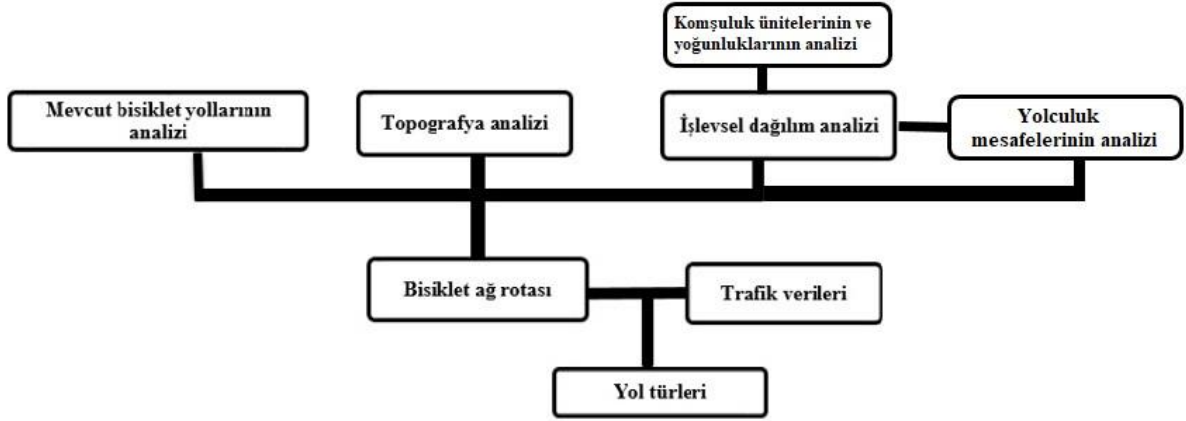 Komşuluk ünitelerinin ve
yoğunluklarının analizi
Mevcut bisiklet yollarının
analizi
Topografya analizi
İşlevsel dağılım analizi
Yolculuk
mesafelerinin analizi
Bisiklet ağ rotası
Trafik verileri
Yol türleri